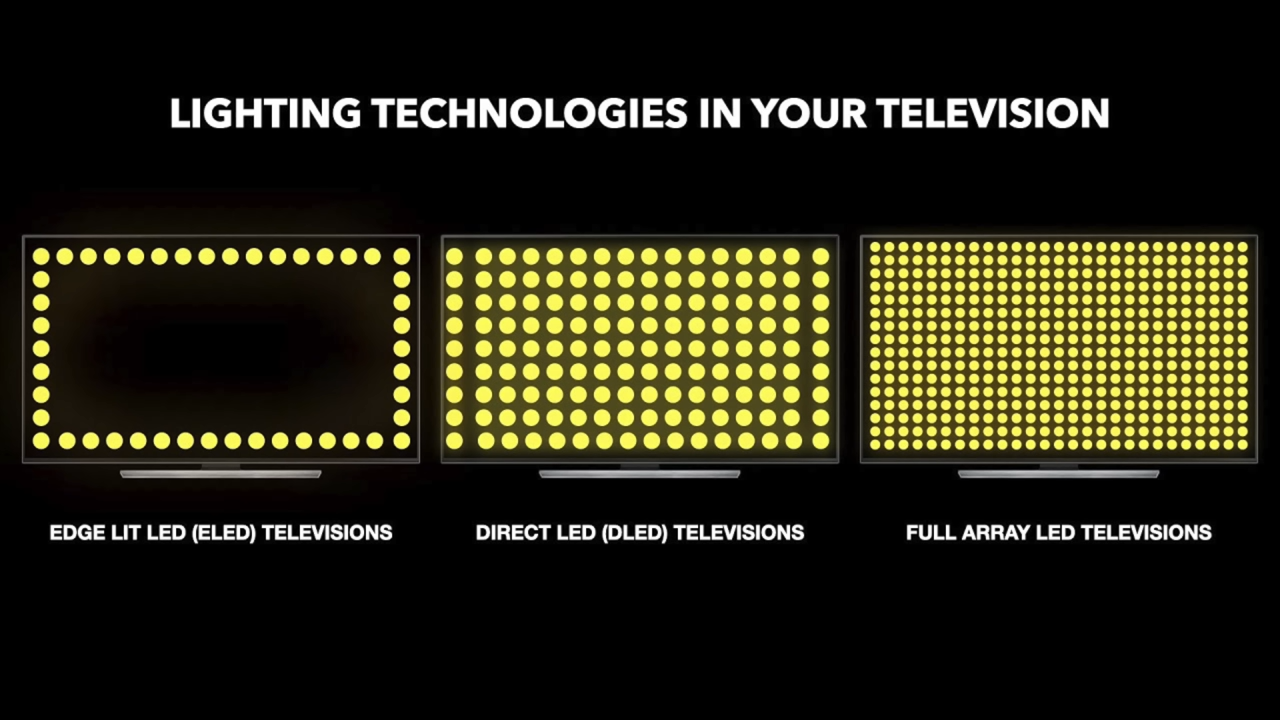 LIGHTING TECHNOLOGIES IN YOUR TELEVISION
EDGE LIT LED (ELED) TELEVISIONS
DIRECT LED (DLED) TELEVISIONS
FULL ARRAY LED TELEVISIONS